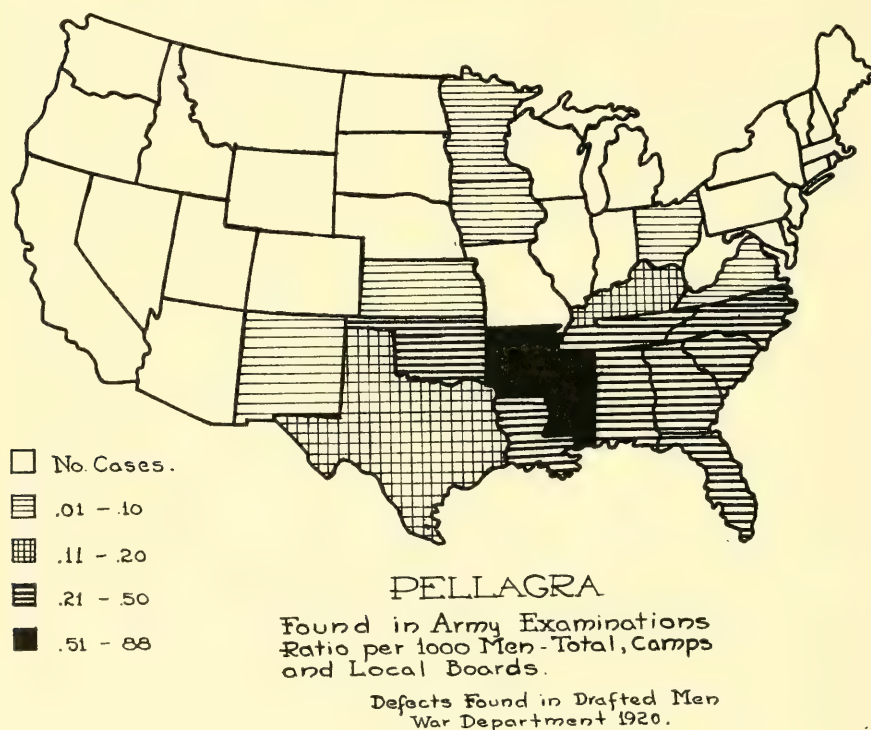 No. Cases.
.01 - .10
.11 - .20
.21 - .50
.51 - 88
PELLAGRA
Found in Army Examinations
Ratio per 1000 Men - Total, Camps
and Local Boards.
Defects Found in Drafted Men
War Department 1920.